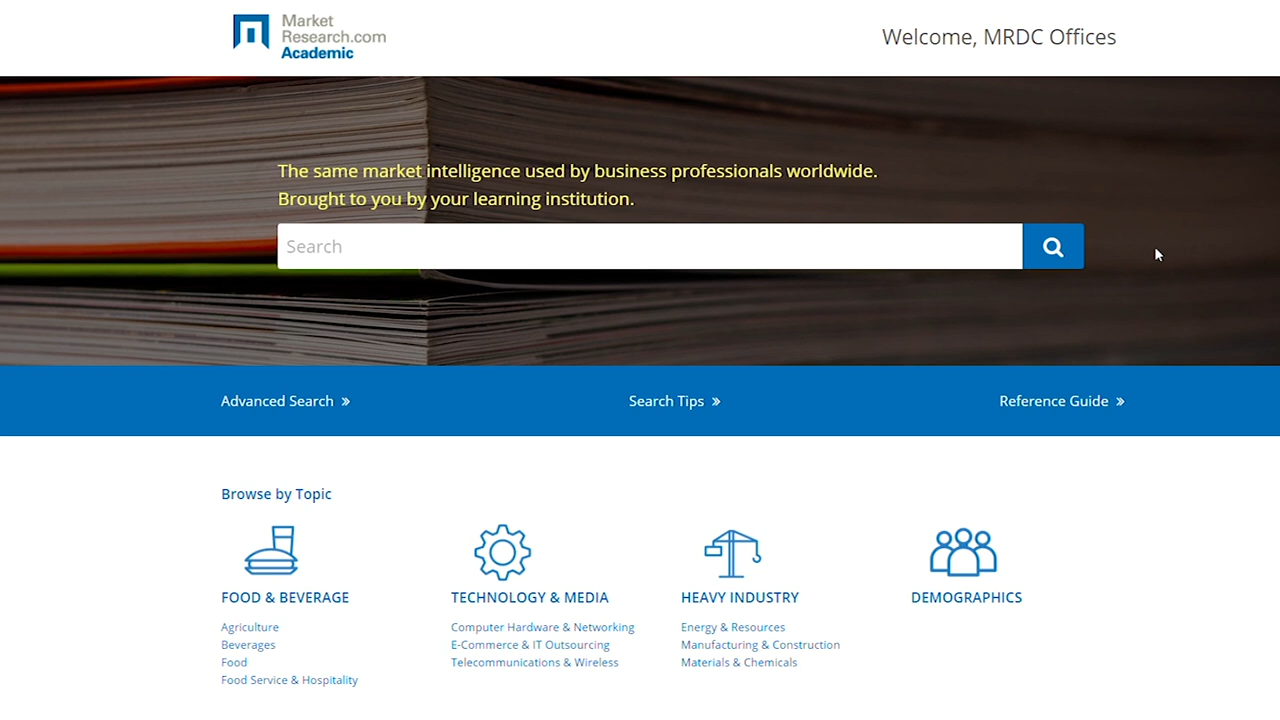 Market
Research.com
Academic
Welcome, MRDC Offices
The same market intelligence used by business professionals worldwide.
Brought to you by your learning institution.
Search
Advanced Search »
Search Tips »
Reference Guide »
Browse by Topic
FOOD & BEVERAGE
Agriculture
Beverages
Food
Food Service & Hospitality
TECHNOLOGY & MEDIA
Computer Hardware & Networking
E-Commerce & IT Outsourcing
Telecommunications & Wireless
HEAVY INDUSTRY
Energy & Resources
Manufacturing & Construction
Materials & Chemicals
DEMOGRAPHICS